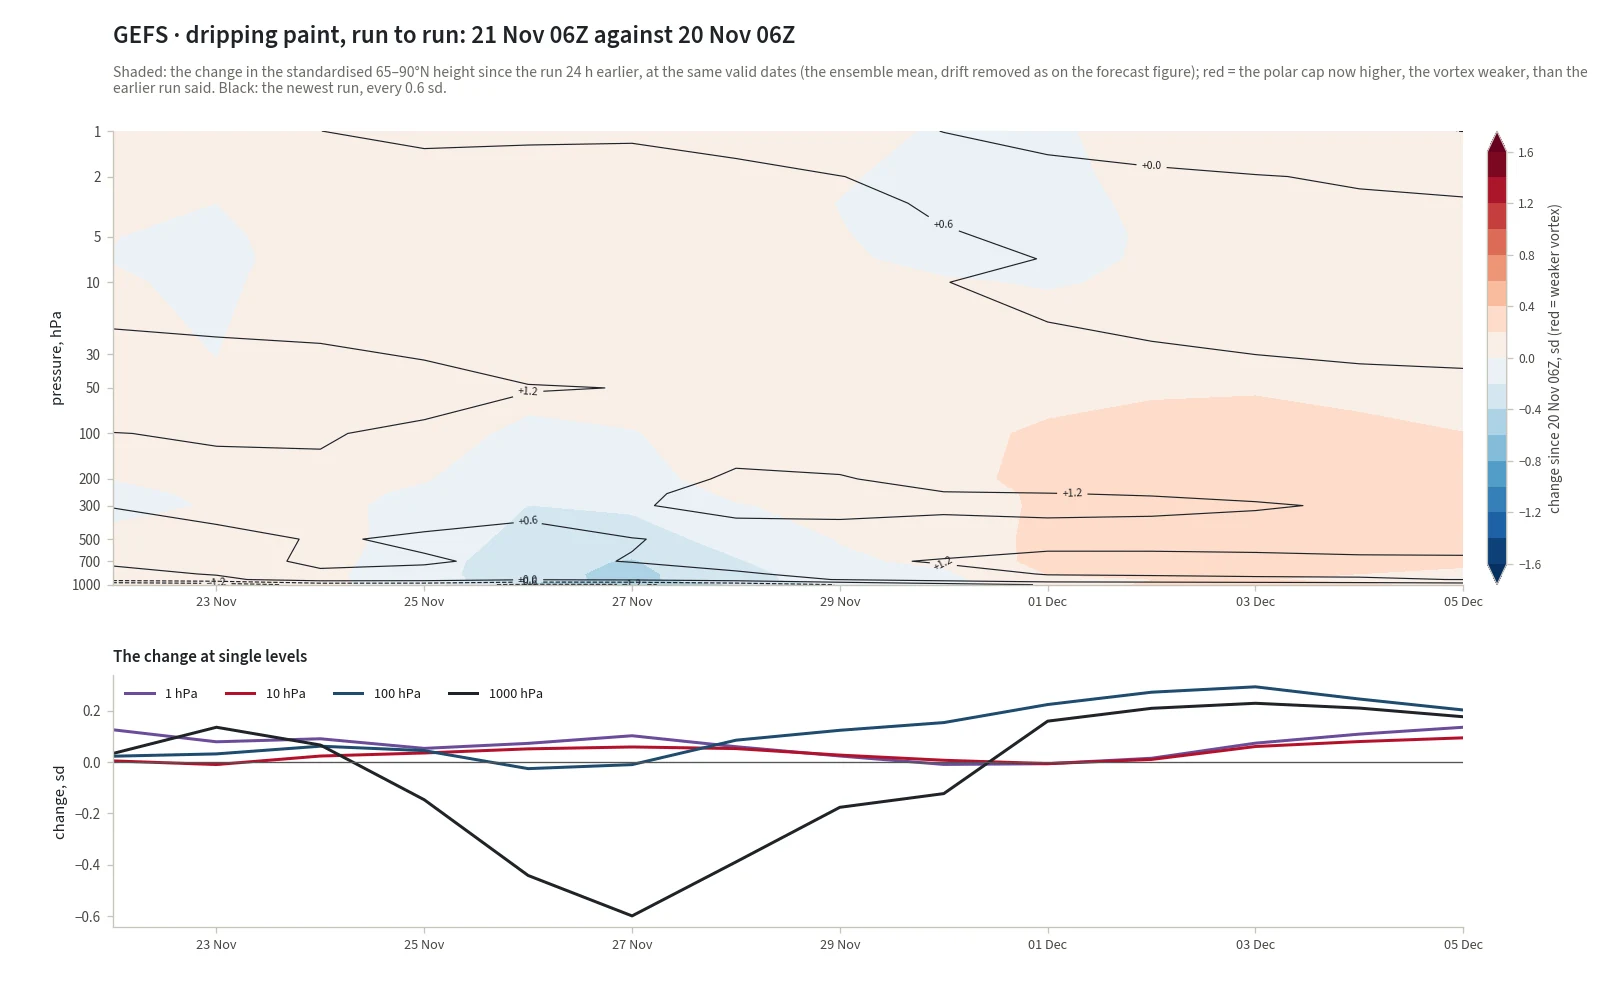 GEFS · dripping paint, run to run: 21 Nov 06Z against 20 Nov 06Z
Shaded: the change in the standardised 65–90°N height since the run 24 h earlier, at the same valid dates (the ensemble mean, drift removed as on the forecast figure); red = the polar cap now higher, the vortex weaker, than the
earlier run said. Black: the newest run, every 0.6 sd.
pressure, hPa
1
2
5
10
30
50
100
200
300
500
700
1000
+0.0
+0.6
+1.2
+1.2
+0.6
+1.2
23 Nov
25 Nov
27 Nov
29 Nov
01 Dec
03 Dec
05 Dec
1.6
1.2
0.8
0.4
0.0
−0.4
−0.8
−1.2
−1.6
change since 20 Nov 06Z, sd (red = weaker vortex)
The change at single levels
1 hPa
10 hPa
100 hPa
1000 hPa
change, sd
0.2
0.0
−0.2
−0.4
−0.6
23 Nov
25 Nov
27 Nov
29 Nov
01 Dec
03 Dec
05 Dec